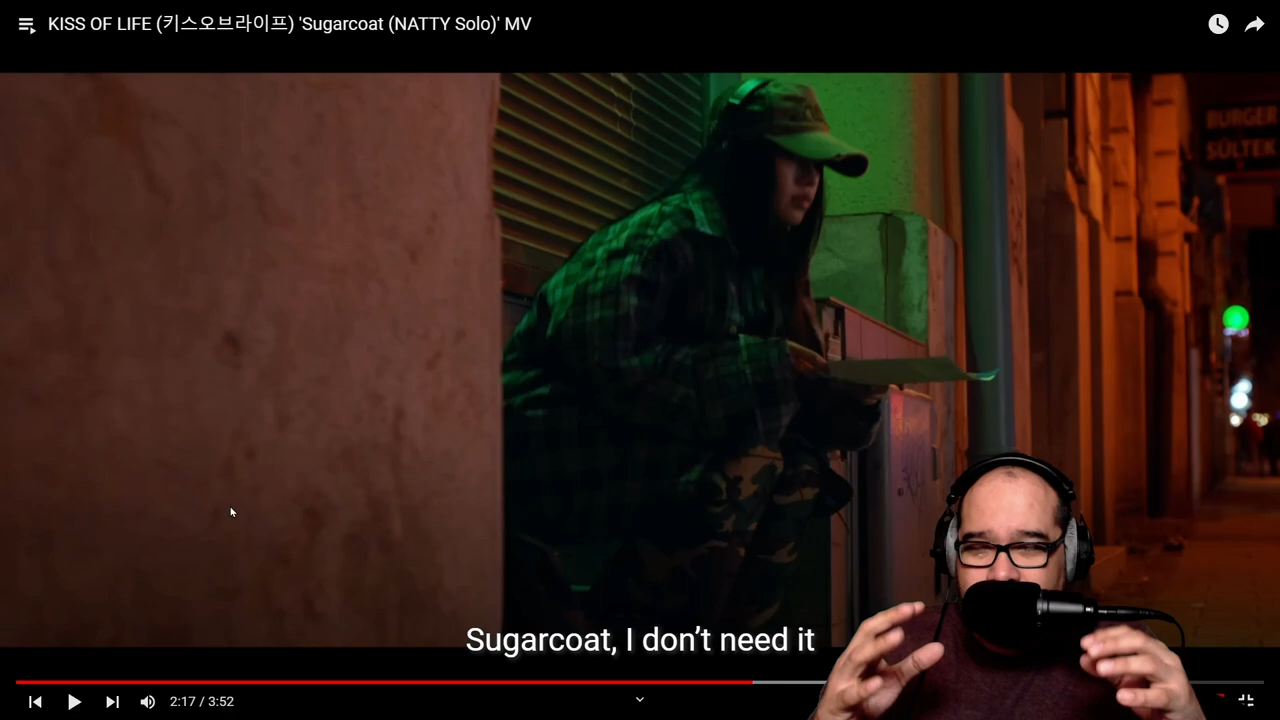 KISS OF LIFE (키스오브라이프) 'Sugarcoat (NATTY Solo)' MV
BURGER
SÜLTEK
Sugarcoat, I don't need it
2:17 / 3:52